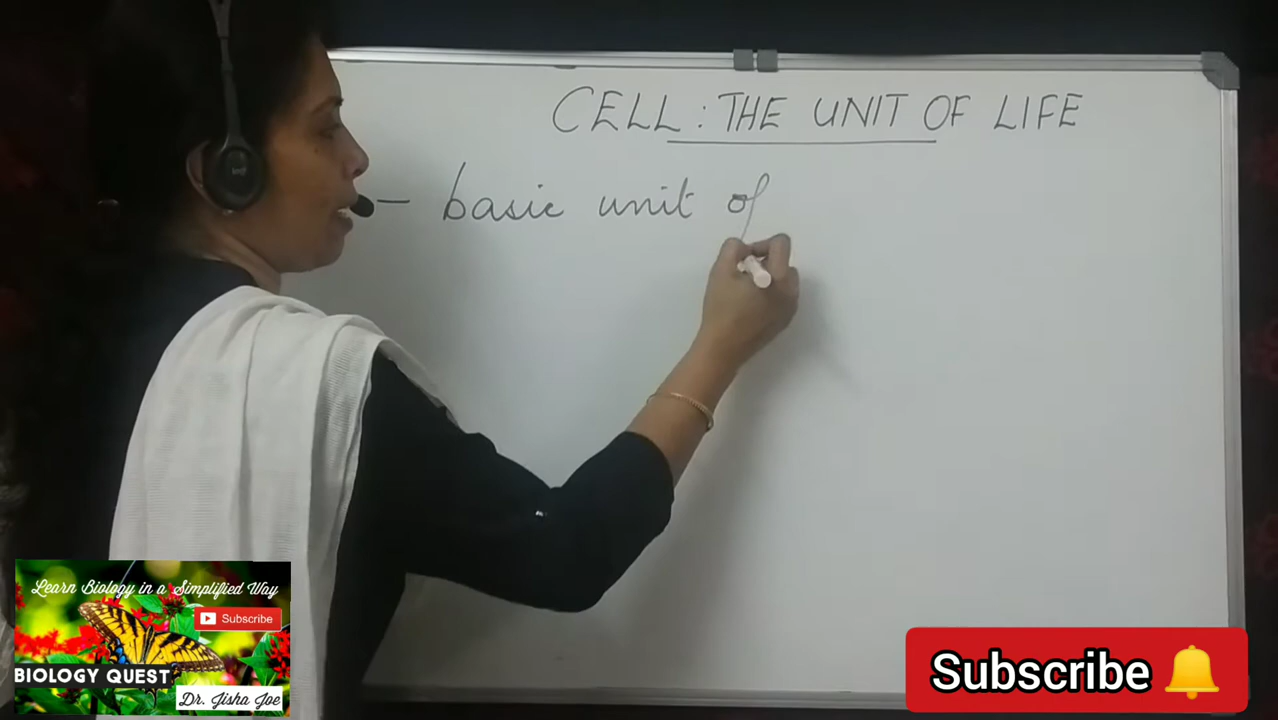 CELL : THE UNIT OF LIFE
– basic unit of
Learn Biology in a Simplified Way
Subscribe
BIOLOGY QUEST
Dr. Jisha Joe
Subscribe